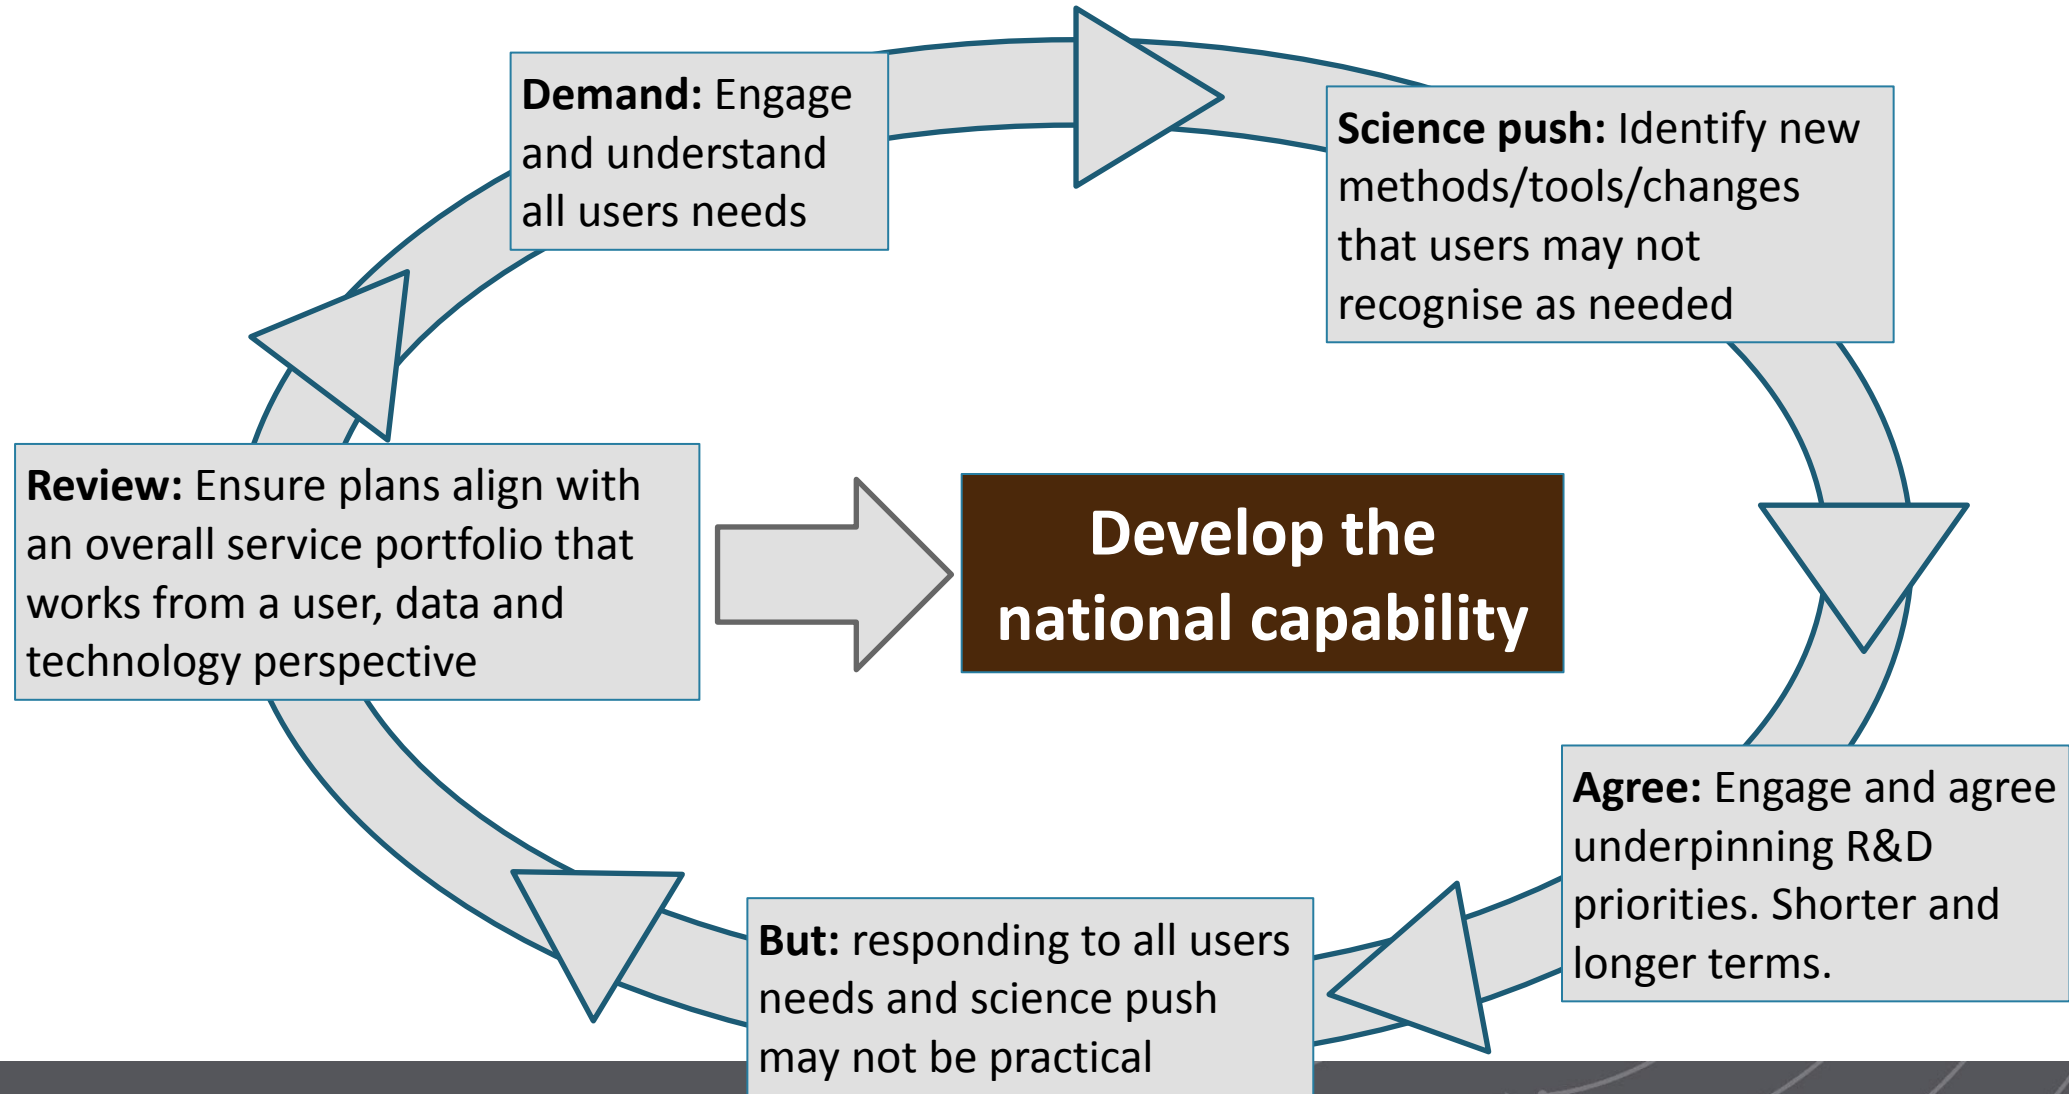 Demand: Engage
and understand
all users needs
Science push: Identify new
methods/tools/changes
that users may not
recognise as needed
Review: Ensure plans align with
an overall service portfolio that
works from a user, data and
technology perspective
Develop the
national capability
Agree: Engage and agree
underpinning R&D
priorities. Shorter and
longer terms.
But: responding to all users
needs and science push
may not be practical